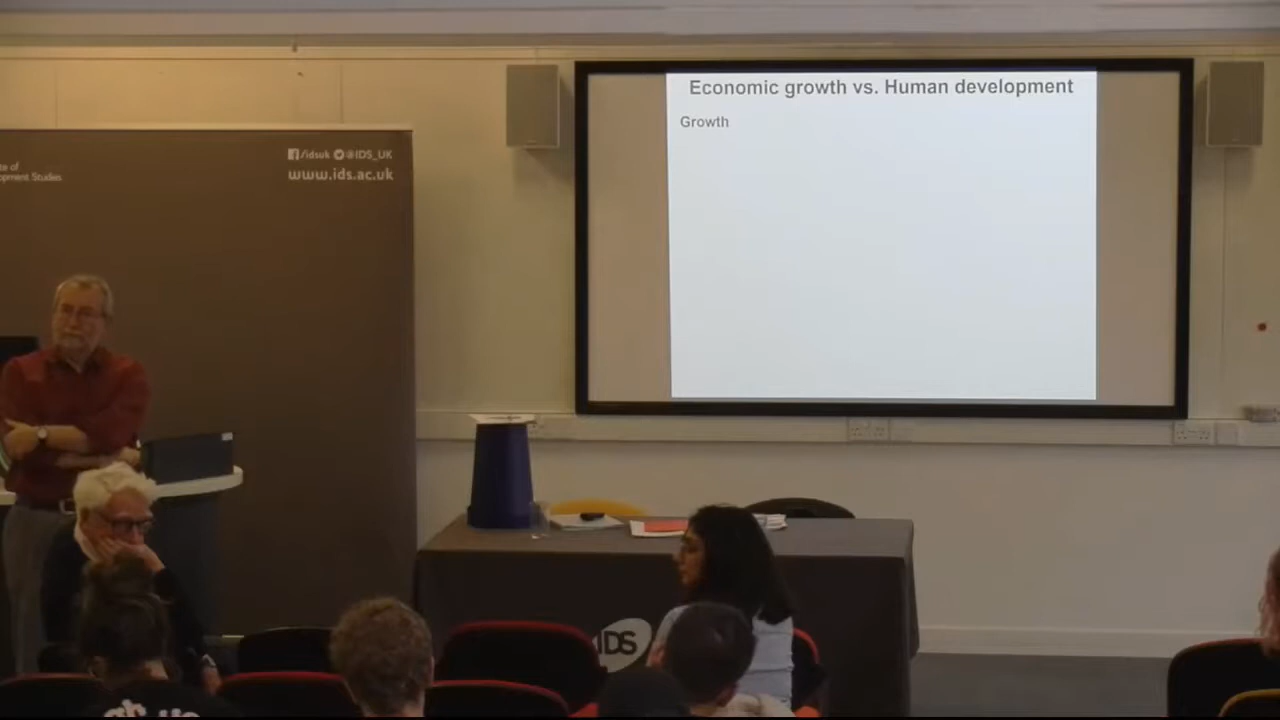 Economic growth vs. Human development
Growth
/idsuk @IDS_UK
www.ids.ac.uk
te of
opment Studies
IDS